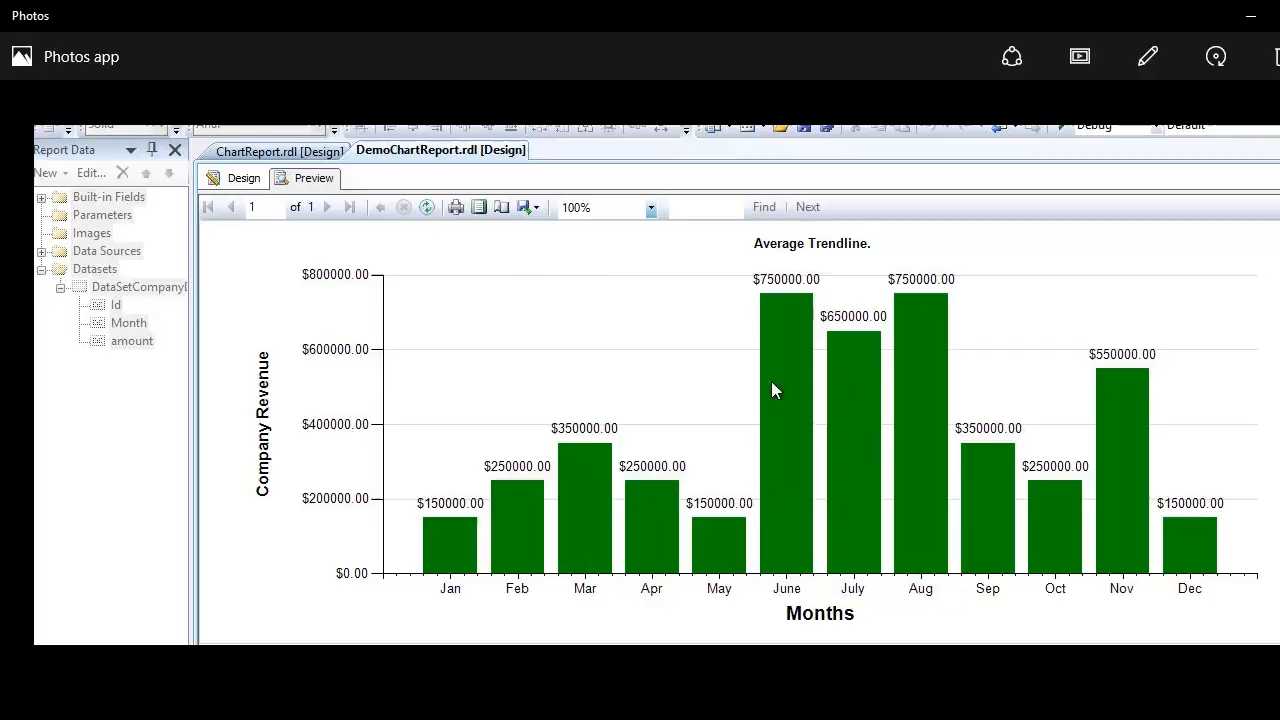 Photos
Photos app
Solid
Arial
Debug
Default
Report Data
ChartReport.rdl [Design]
DemoChartReport.rdl [Design]
New
Edit...
Design
Preview
Built-in Fields
Parameters
Images
Data Sources
Datasets
DataSetCompanyD
Id
Month
amount
1
of 1
100%
Find
Next
Average Trendline.
Company Revenue
$800000.00
$600000.00
$400000.00
$200000.00
$0.00
$150000.00
$250000.00
$350000.00
$250000.00
$150000.00
$750000.00
$650000.00
$750000.00
$350000.00
$250000.00
$550000.00
$150000.00
Jan
Feb
Mar
Apr
May
June
July
Aug
Sep
Oct
Nov
Dec
Months